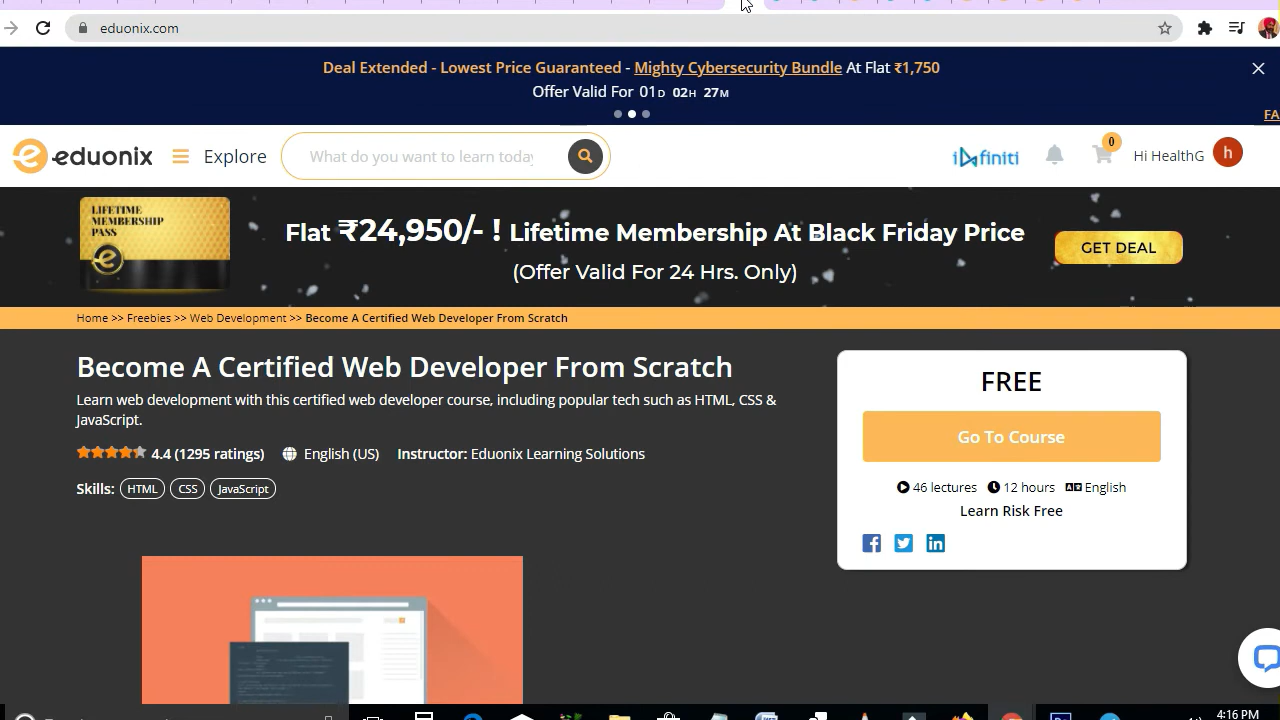 eduonix.com
Deal Extended - Lowest Price Guaranteed - Mighty Cybersecurity Bundle At Flat ₹1,750
Offer Valid For 01D 02H 27M
FA
eduonix
Explore
What do you want to learn today
0
Hi HealthG
h
LIFETIME
MEMBERSHIP
PASS
Flat ₹24,950/- ! Lifetime Membership At Black Friday Price
(Offer Valid For 24 Hrs. Only)
GET DEAL
Home >> Freebies >> Web Development >> Become A Certified Web Developer From Scratch
Become A Certified Web Developer From Scratch
Learn web development with this certified web developer course, including popular tech such as HTML, CSS &
JavaScript.
4.4 (1295 ratings) English (US) Instructor: Eduonix Learning Solutions
Skills: HTML CSS JavaScript
FREE
Go To Course
46 lectures 12 hours English
Learn Risk Free
4:16 PM